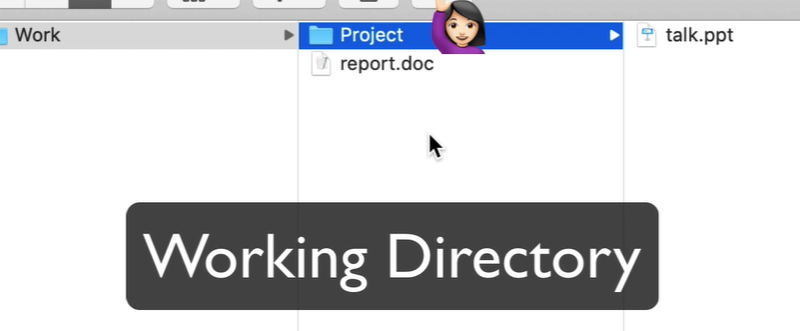 Work
Project
talk.ppt
report.doc
Working Directory